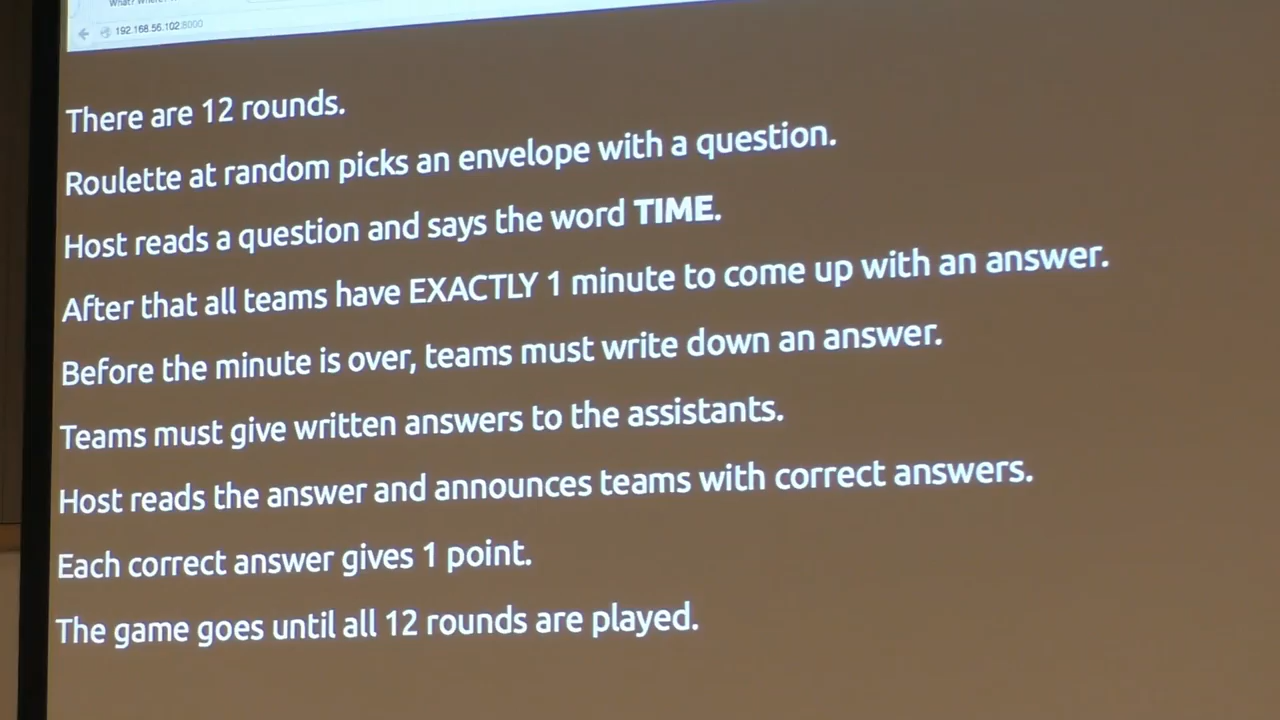 What? Where?
192.168.56.102:8000
There are 12 rounds.
Roulette at random picks an envelope with a question.
Host reads a question and says the word TIME.
After that all teams have EXACTLY 1 minute to come up with an answer.
Before the minute is over, teams must write down an answer.
Teams must give written answers to the assistants.
Host reads the answer and announces teams with correct answers.
Each correct answer gives 1 point.
The game goes until all 12 rounds are played.